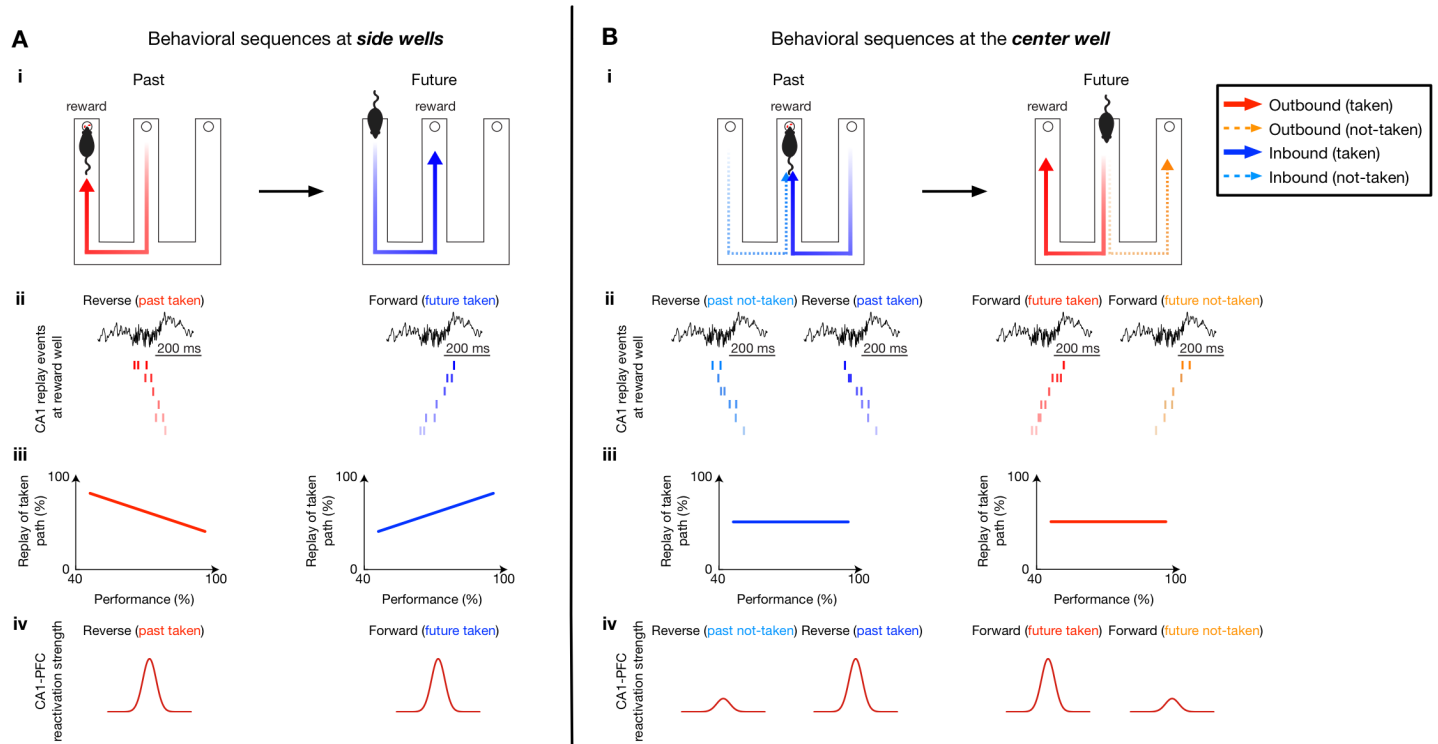 A
Behavioral sequences at side wells
i
Past
Future
reward
reward
ii
Reverse (past taken)
Forward (future taken)
CA1 replay events
at reward well
200 ms
200 ms
iii
Replay of taken
path (%)
100
0
40
100
Performance (%)
Replay of taken
path (%)
100
0
40
100
Performance (%)
iv
Reverse (past taken)
Forward (future taken)
CA1-PFC
reactivation strength
B
Behavioral sequences at the center well
i
Past
Future
reward
reward
Outbound (taken)
Outbound (not-taken)
Inbound (taken)
Inbound (not-taken)
ii
Reverse (past not-taken)
Reverse (past taken)
Forward (future taken)
Forward (future not-taken)
CA1 replay events
at reward well
200 ms
200 ms
200 ms
200 ms
iii
Replay of taken
path (%)
100
0
40
100
Performance (%)
Replay of taken
path (%)
100
0
40
100
Performance (%)
iv
Reverse (past not-taken)
Reverse (past taken)
Forward (future taken)
Forward (future not-taken)
CA1-PFC
reactivation strength